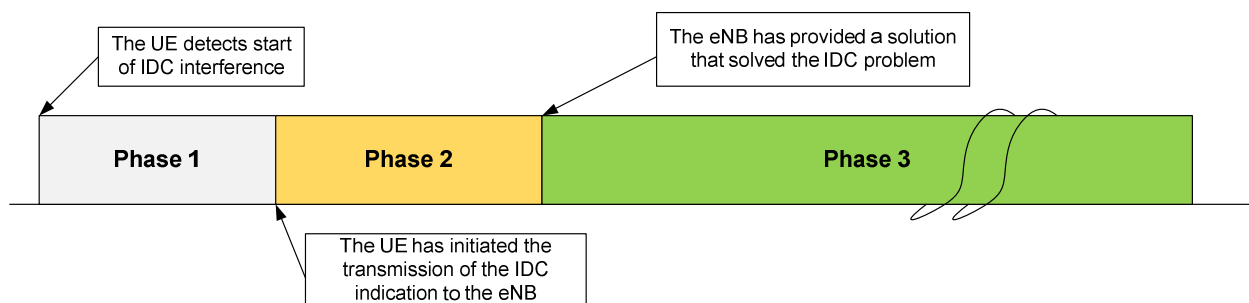 The UE detects start
of IDC interference
The eNB has provided a solution
that solved the IDC problem
Phase 1
Phase 2
Phase 3
The UE has initiated the
transmission of the IDC
indication to the eNB